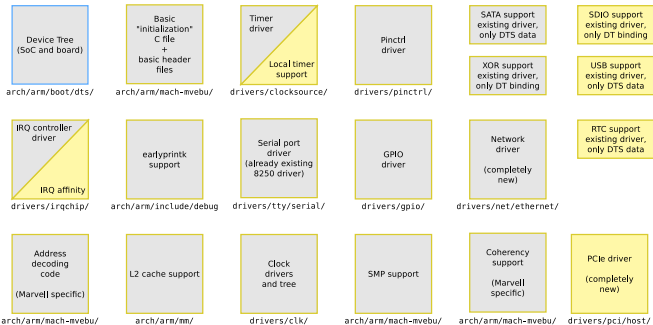 Device Tree
(SoC and board)
arch/arm/boot/dts/
Basic
"initialization"
C file
+
basic header
files
arch/arm/mach-mvebu/
Timer
driver
Local timer
support
drivers/clocksource/
Pinctrl
driver
drivers/pinctrl/
SATA support
existing driver,
only DTS data
XOR support
existing driver,
only DT binding
SDIO support
existing driver,
only DT binding
USB support
existing driver,
only DTS data
IRQ controller
driver
IRQ affinity
drivers/irqchip/
earlyprintk
support
arch/arm/include/debug
Serial port
driver
(already existing
8250 driver)
drivers/tty/serial/
GPIO
driver
drivers/gpio/
Network
driver
(completely
new)
drivers/net/ethernet/
RTC support
existing driver,
only DTS data
Address
decoding
code
(Marvell specific)
arch/arm/mach-mvebu/
L2 cache support
arch/arm/mm/
Clock
drivers
and tree
drivers/clk/
SMP support
arch/arm/mach-mvebu/
Coherency
support
(Marvell
specific)
arch/arm/mach-mvebu/
PCIe driver
(completely
new)
drivers/pci/host/